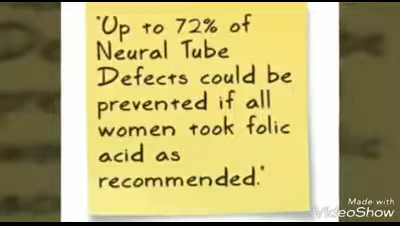 "Up to 72% of
Neural Tube
Defects could be
prevented if all
women took folic
acid as
recommended."
Made with
VideoShow